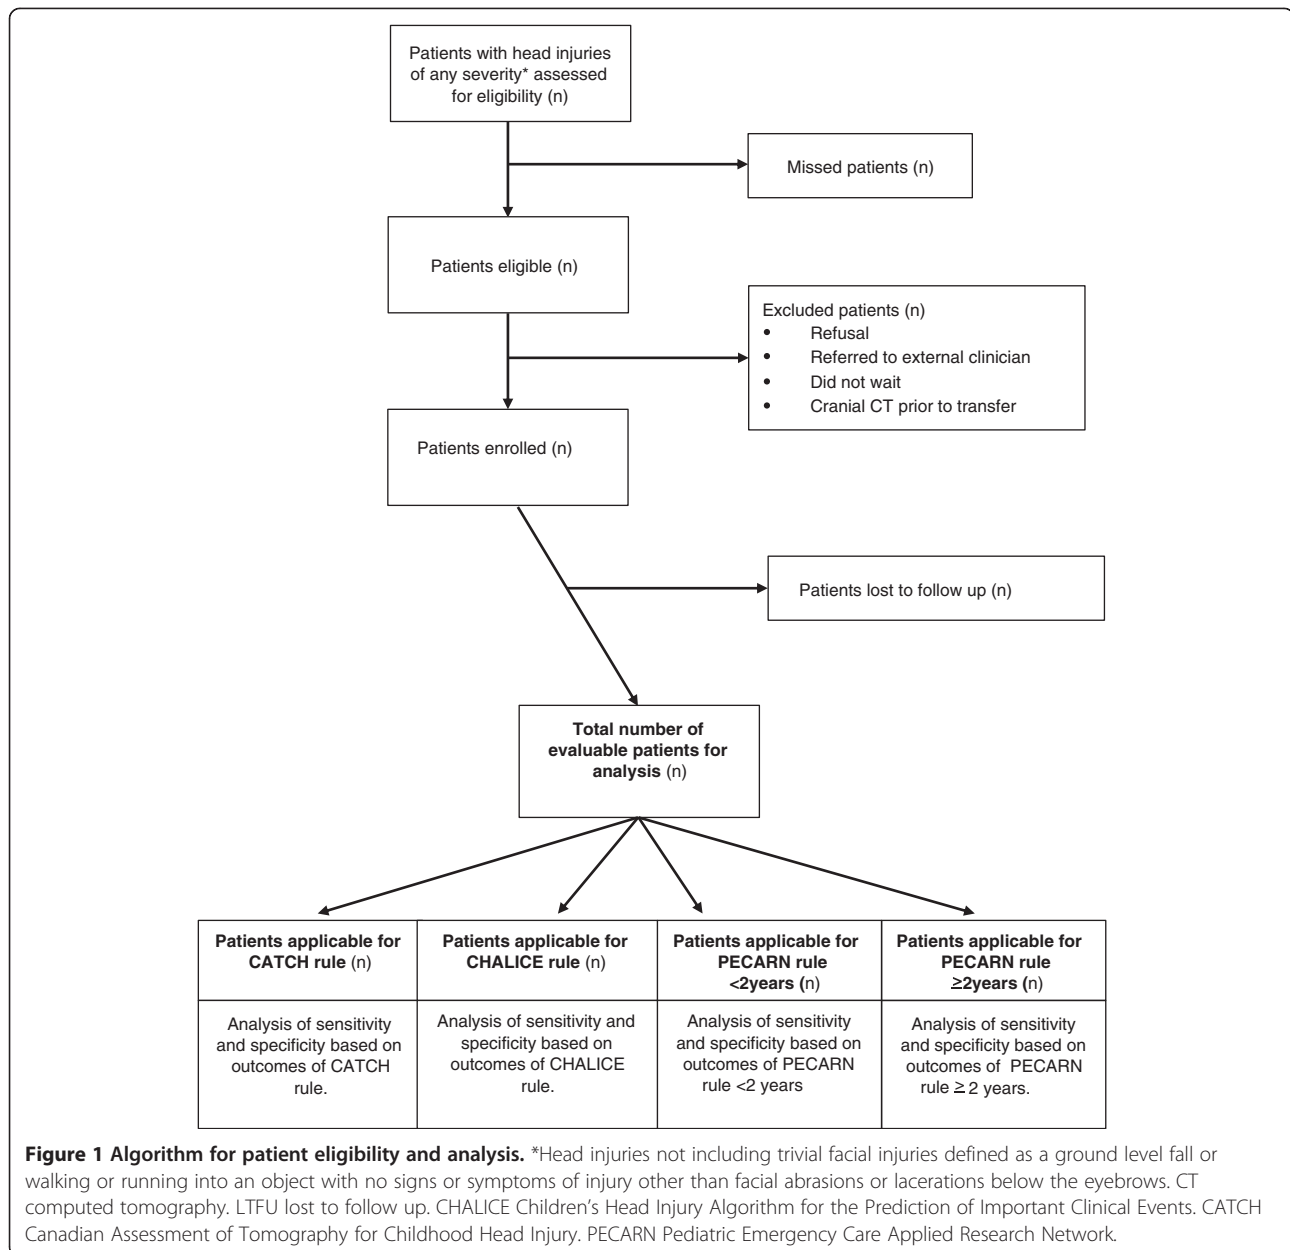 Patients with head injuries
of any severity* assessed
for eligibility (n)
Missed patients (n)
Patients eligible (n)
Excluded patients (n)
• Refusal
• Referred to external clinician
• Did not wait
• Cranial CT prior to transfer
Patients enrolled (n)
Patients lost to follow up (n)
Total number of
evaluable patients for
analysis (n)
Patients applicable for
CATCH rule (n)
Patients applicable for
CHALICE rule (n)
Patients applicable for
PECARN rule
<2years (n)
Patients applicable for
PECARN rule
≥2years (n)
Analysis of sensitivity
and specificity based on
outcomes of CATCH
rule.
Analysis of sensitivity and
specificity based on
outcomes of CHALICE
rule.
Analysis of sensitivity
and specificity based on
outcomes of PECARN
rule <2 years
Analysis of sensitivity
and specificity based on
outcomes of PECARN
rule ≥ 2 years.
Figure 1 Algorithm for patient eligibility and analysis. *Head injuries not including trivial facial injuries defined as a ground level fall or
walking or running into an object with no signs or symptoms of injury other than facial abrasions or lacerations below the eyebrows. CT
computed tomography. LTFU lost to follow up. CHALICE Children's Head Injury Algorithm for the Prediction of Important Clinical Events. CATCH
Canadian Assessment of Tomography for Childhood Head Injury. PECARN Pediatric Emergency Care Applied Research Network.